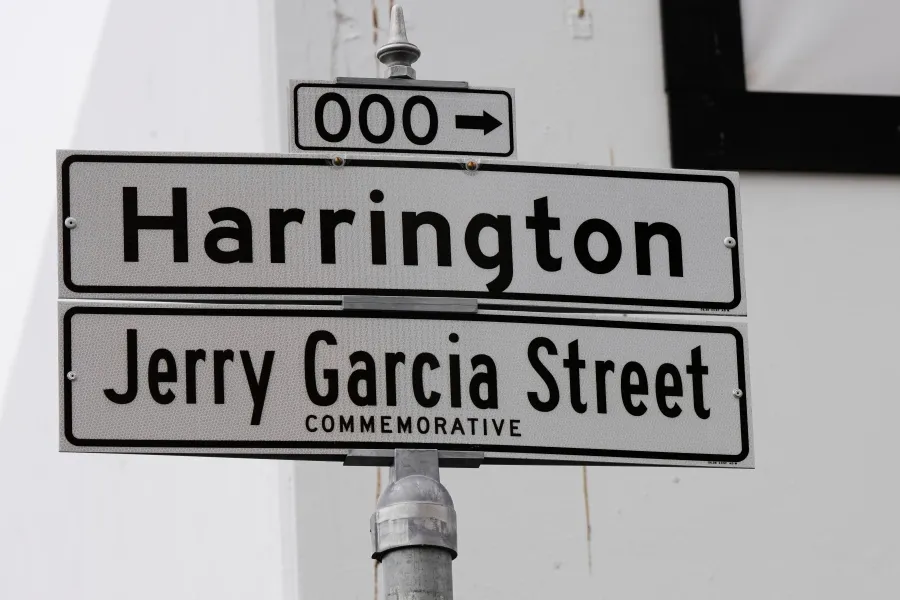 000 →
Harrington
Jerry Garcia Street
COMMEMORATIVE